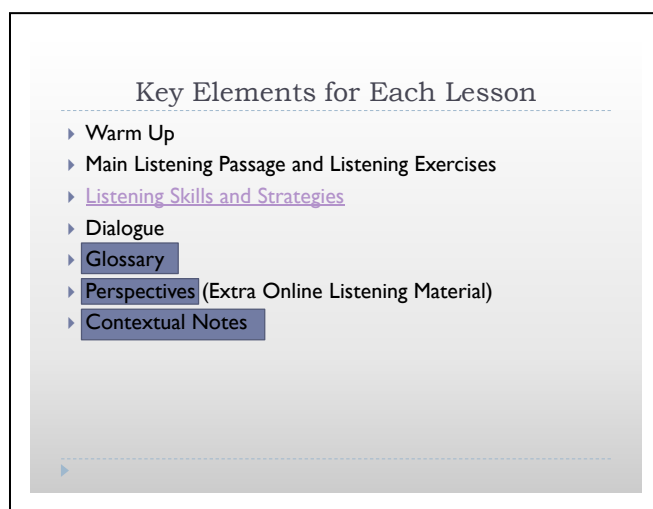 Key Elements for Each Lesson
Warm Up
Main Listening Passage and Listening Exercises
Listening Skills and Strategies
Dialogue
Glossary
Perspectives (Extra Online Listening Material)
Contextual Notes